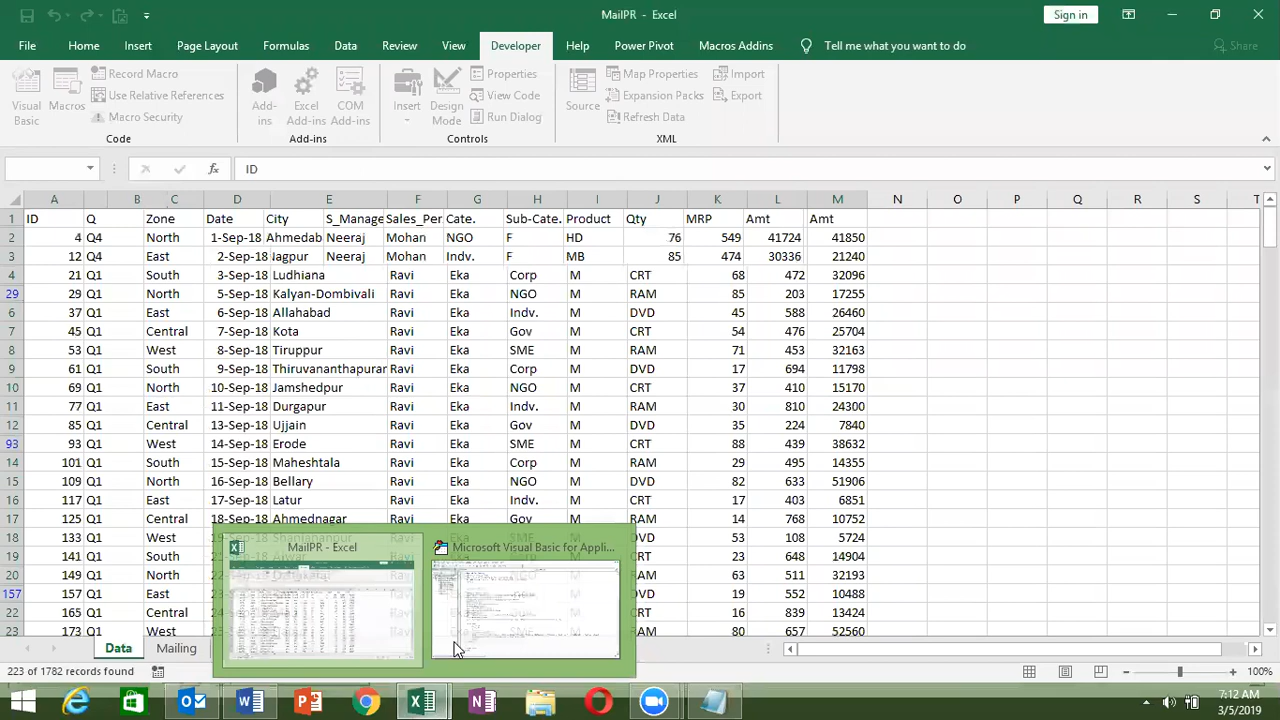 MailPR - Excel
Sign in
File Home Insert Page Layout Formulas Data Review View Developer Help Power Pivot Macros Addins Tell me what you want to do Share
Visual Basic
Macros
Record Macro
Use Relative References
Macro Security
Code
Add-ins
Excel Add-ins
COM Add-ins
Add-ins
Insert
Design Mode
Properties
View Code
Run Dialog
Controls
Source
Map Properties
Expansion Packs
Refresh Data
Import
Export
XML
fx ID
A B C D E F G H I J K L M N O P Q R S T
1 ID Q Zone Date City S_Manage Sales_Per Cate. Sub-Cate. Product Qty MRP Amt Amt
2 4 Q4 North 1-Sep-18 Ahmedab Neeraj Mohan NGO F HD 76 549 41724 41850
3 12 Q4 East 2-Sep-18 Neeraj Mohan Indv. F MB 85 474 30336 21240
4 21 Q1 South 3-Sep-18 Ludhiana Ravi Eka Corp M CRT 68 472 32096
29 29 Q1 North 5-Sep-18 Kalyan-Dombivali Ravi Eka NGO M RAM 85 203 17255
6 37 Q1 East 6-Sep-18 Allahabad Ravi Eka Indv. M DVD 45 588 26460
7 45 Q1 Central 7-Sep-18 Kota Ravi Eka Gov M CRT 54 476 25704
8 53 Q1 West 8-Sep-18 Tiruppur Ravi Eka SME M RAM 71 453 32163
9 61 Q1 South 9-Sep-18 Thiruvananthapuram Ravi Eka Corp M DVD 17 694 11798
10 69 Q1 North 10-Sep-18 Jamshedpur Ravi Eka NGO M CRT 37 410 15170
11 77 Q1 East 11-Sep-18 Durgapur Ravi Eka Indv. M RAM 30 810 24300
12 85 Q1 Central 13-Sep-18 Ujjain Ravi Eka Gov M DVD 35 224 7840
93 93 Q1 West 14-Sep-18 Erode Ravi Eka SME M CRT 88 439 38632
14 101 Q1 South 15-Sep-18 Maheshtala Ravi Eka Corp M RAM 29 495 14355
15 109 Q1 North 16-Sep-18 Bellary Ravi Eka NGO M DVD 82 633 51906
16 117 Q1 East 17-Sep-18 Latur Ravi Eka Indv. M CRT 17 403 6851
17 125 Q1 Central 18-Sep-18 Ahmednagar Ravi Eka Gov M RAM 14 768 10752
18 133 Q1 West DVD 53 108 5724
19 141 Q1 South CRT 23 648 14904
20 149 Q1 North RAM 63 511 32193
157 157 Q1 East DVD 19 552 10488
22 165 Q1 Central CRT 16 839 13424
23 173 Q1 West RAM 80 657 52560
MailPR - Excel
Microsoft Visual Basic for Appli...
Data Mailing
223 of 1782 records found
100%
7:12 AM
3/5/2019